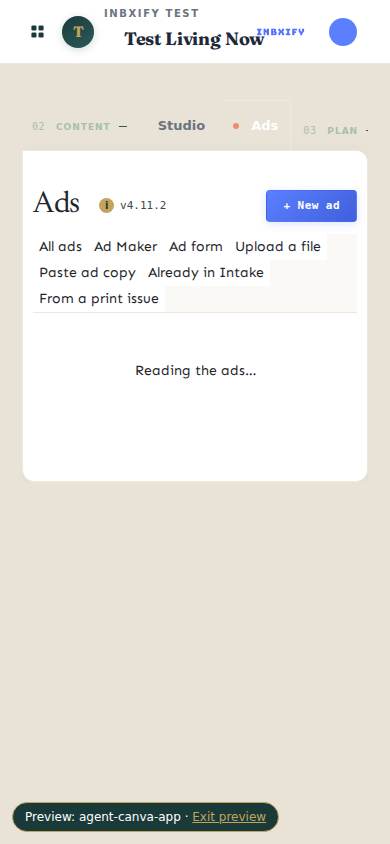 INBXIFY TEST
T
Test Living Now
INBXIFY
02 CONTENT —
Studio
Ads
03 PLAN
Ads
i v4.11.2
+ New ad
All ads Ad Maker Ad form Upload a file
Paste ad copy Already in Intake
From a print issue
Reading the ads...
Preview: agent-canva-app · Exit preview